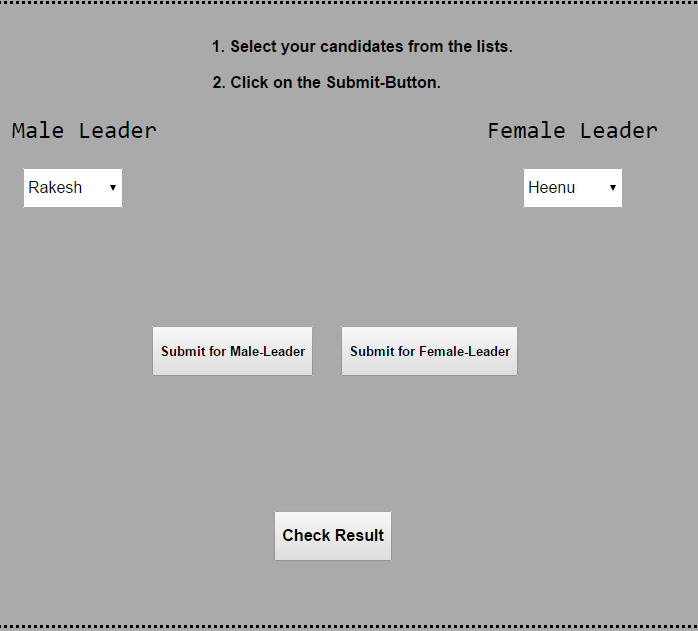 1. Select your candidates from the lists.
2. Click on the Submit-Button.
Male Leader
Female Leader
Rakesh
Heenu
Submit for Male-Leader
Submit for Female-Leader
Check Result